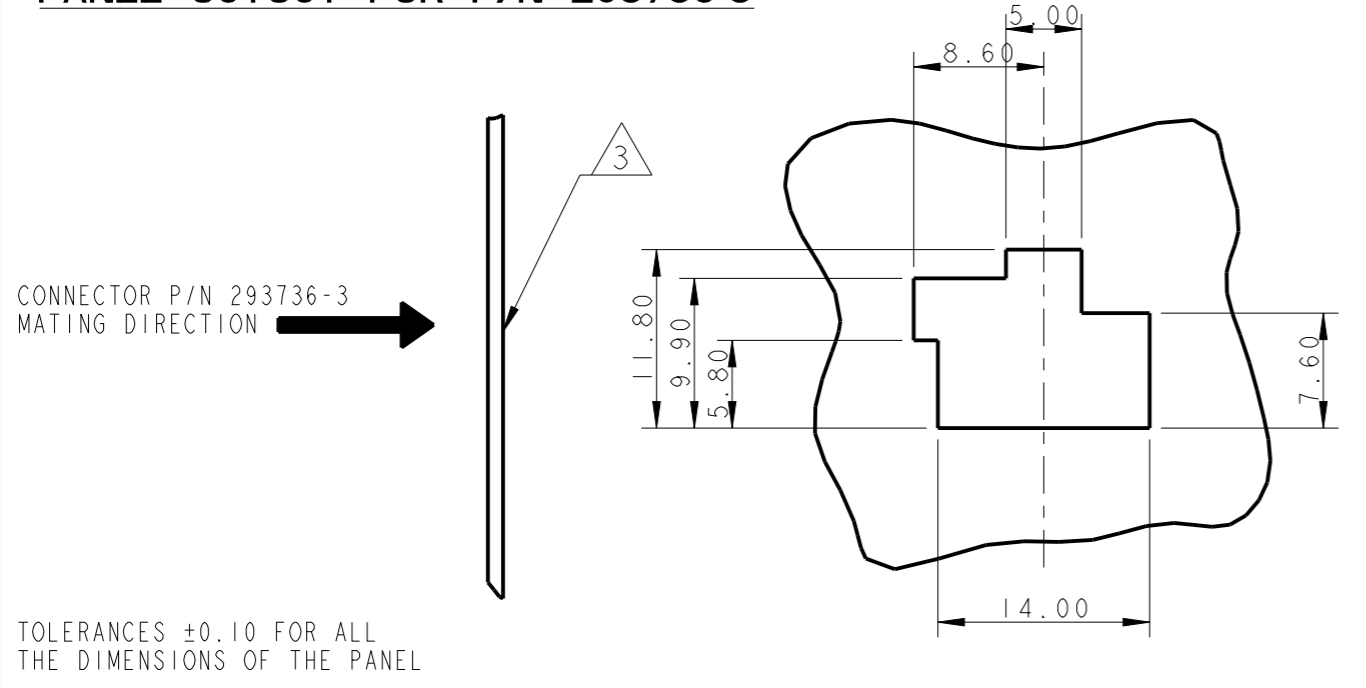 5.00
8.60
3
CONNECTOR P/N 293736-3
MATING DIRECTION
11.80
9.90
5.80
7.60
14.00
TOLERANCES ±0.10 FOR ALL
THE DIMENSIONS OF THE PANEL